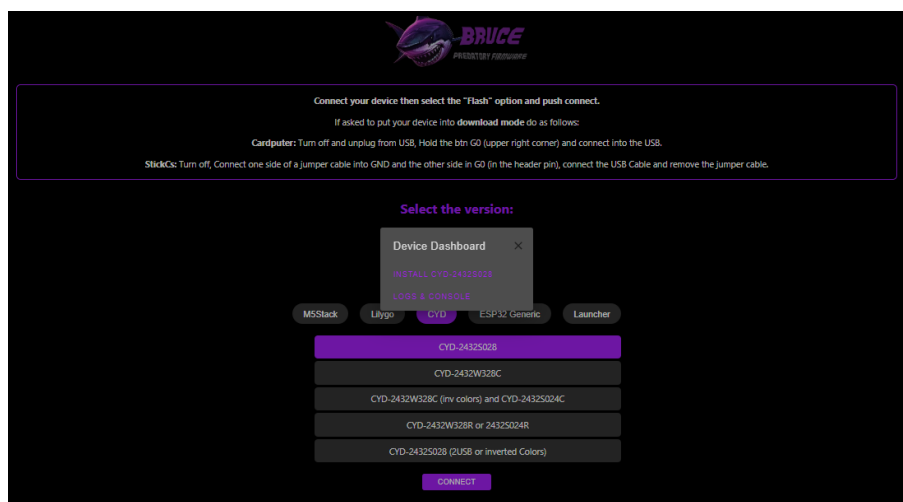 BRUCE
PREDATORY FIRMWARE
Connect your device then select the "Flash" option and push connect.
If asked to put your device into download mode do as follows:
Cardputer: Turn off and unplug from USB, Hold the btn G0 (upper right corner) and connect into the USB.
StickCs: Turn off, Connect one side of a jumper cable into GND and the other side in G0 (in the header pin), connect the USB Cable and remove the jumper cable.
Select the version:
Device Dashboard ×
INSTALL CYD-2432S028
LOGS & CONSOLE
M5Stack Lilygo CYD ESP32 Generic Launcher
CYD-2432S028
CYD-2432W328C
CYD-2432W328C (inv colors) and CYD-2432S024C
CYD-2432W328R or 2432S024R
CYD-2432S028 (2USB or inverted Colors)
CONNECT